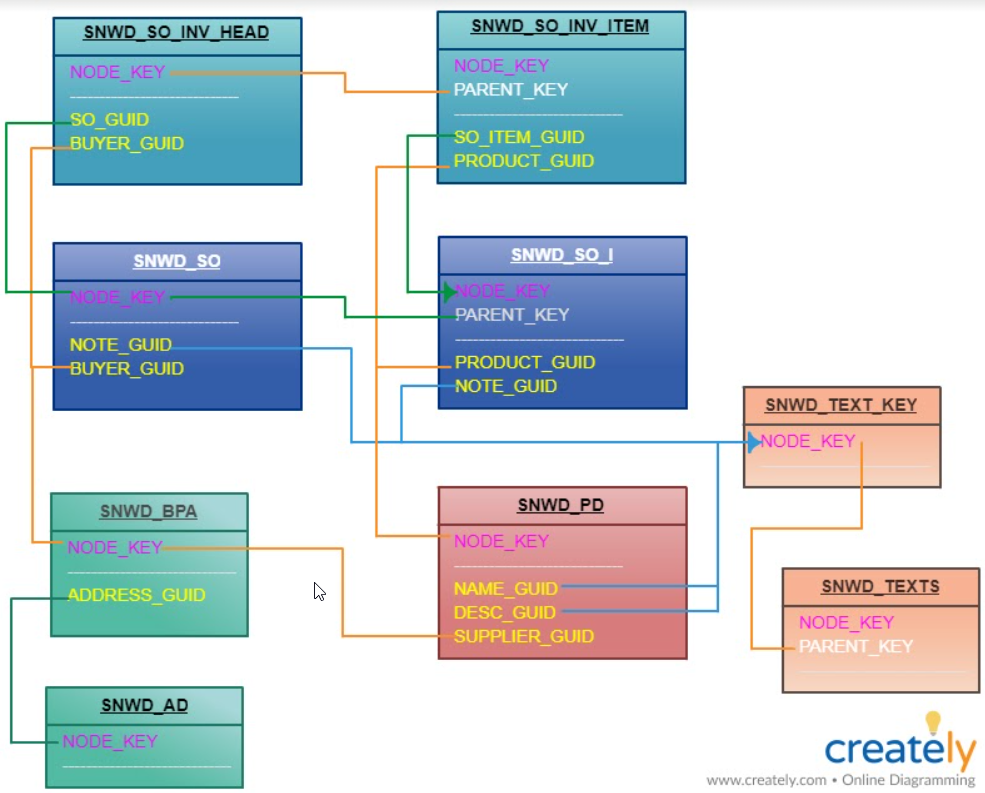 SNWD_SO_INV_HEAD
NODE_KEY
SO_GUID
BUYER_GUID
SNWD_SO_INV_ITEM
NODE_KEY
PARENT_KEY
SO_ITEM_GUID
PRODUCT_GUID
SNWD_SO
NODE_KEY
NOTE_GUID
BUYER_GUID
SNWD_SO_I
NODE_KEY
PARENT_KEY
PRODUCT_GUID
NOTE_GUID
SNWD_TEXT_KEY
NODE_KEY
SNWD_BPA
NODE_KEY
ADDRESS_GUID
SNWD_PD
NODE_KEY
NAME_GUID
DESC_GUID
SUPPLIER_GUID
SNWD_TEXTS
NODE_KEY
PARENT_KEY
SNWD_AD
NODE_KEY
creately
www.creately.com • Online Diagramming